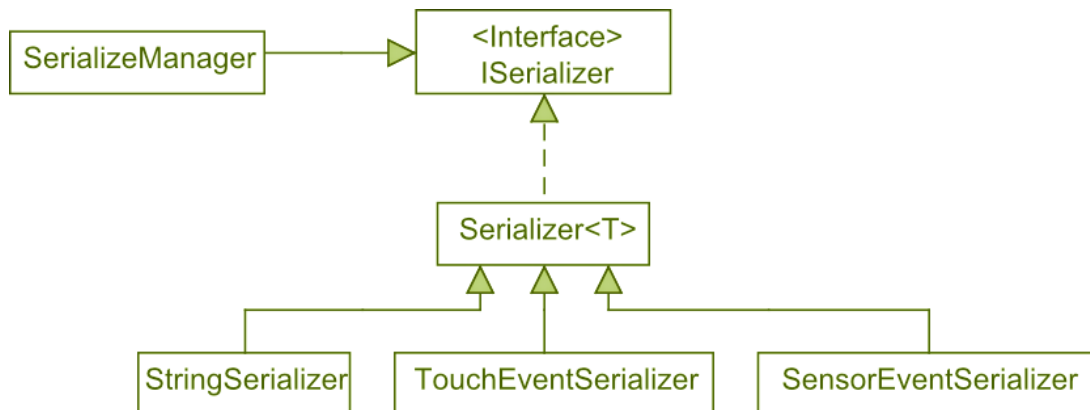 SerializeManager
<Interface>
ISerializer
Serializer<T>
StringSerializer
TouchEventSerializer
SensorEventSerializer